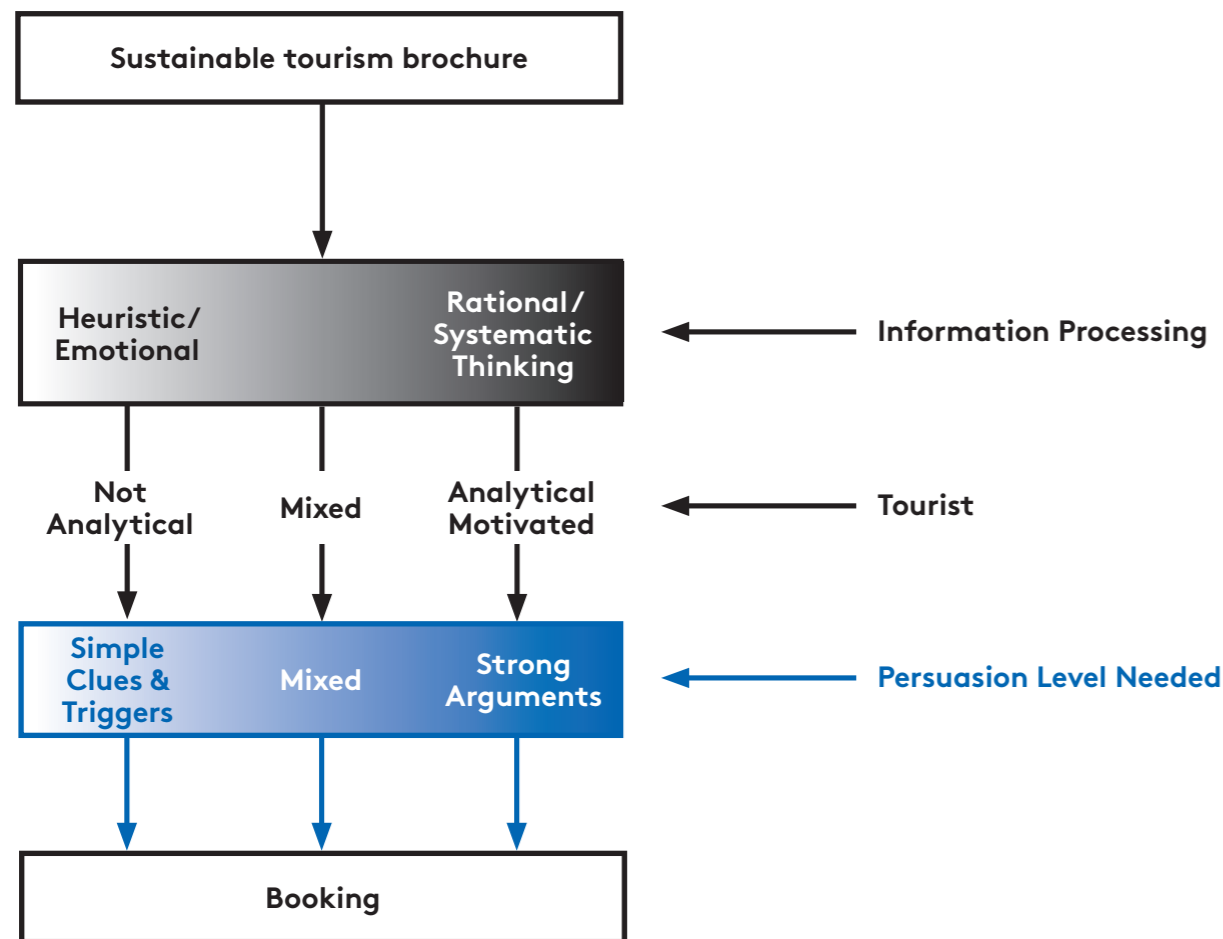 Sustainable tourism brochure
Heuristic/
Emotional
Rational/
Systematic
Thinking
Information Processing
Not
Analytical
Mixed
Analytical
Motivated
Tourist
Simple
Clues &
Triggers
Mixed
Strong
Arguments
Persuasion Level Needed
Booking